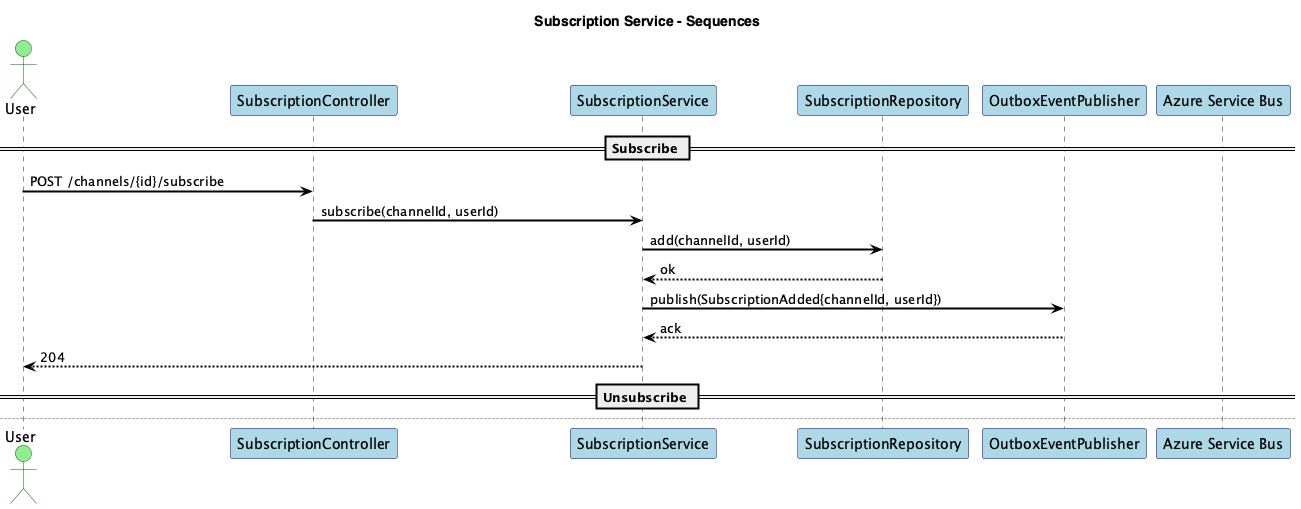 Subscription Service - Sequences
User
SubscriptionController
SubscriptionService
SubscriptionRepository
OutboxEventPublisher
Azure Service Bus
Subscribe
POST /channels/{id}/subscribe
subscribe(channelId, userId)
add(channelId, userId)
ok
publish(SubscriptionAdded{channelId, userId})
ack
204
Unsubscribe
User
SubscriptionController
SubscriptionService
SubscriptionRepository
OutboxEventPublisher
Azure Service Bus